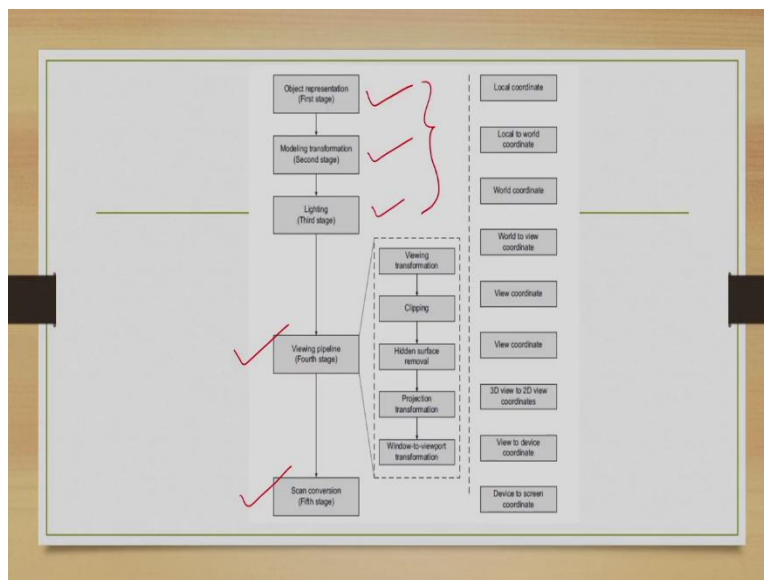 Object representation
(First stage)
Modeling transformation
(Second stage)
Lighting
(Third stage)
Viewing pipeline
(Fourth stage)
Scan conversion
(Fifth stage)
Viewing
transformation
Clipping
Hidden surface
removal
Projection
transformation
Window-to-viewport
transformation
Local coordinate
Local to world
coordinate
World coordinate
World to view
coordinate
View coordinate
View coordinate
3D view to 2D view
coordinates
View to device
coordinate
Device to screen
coordinate